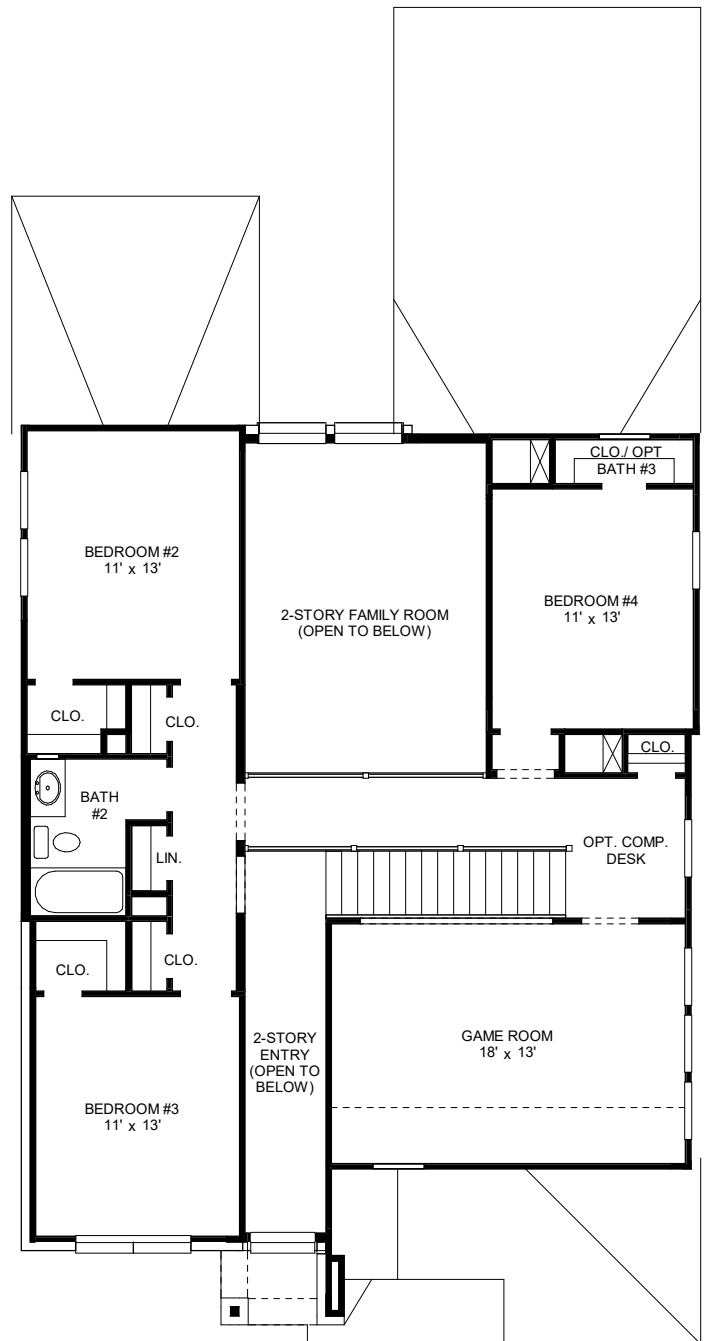 CLO./ OPT
BATH #3
BEDROOM #2
11' x 13'
2-STORY FAMILY ROOM
(OPEN TO BELOW)
BEDROOM #4
11' x 13'
CLO.
CLO.
CLO.
BATH
#2
LIN.
OPT. COMP.
DESK
CLO.
CLO.
2-STORY
ENTRY
(OPEN TO
BELOW)
GAME ROOM
18' x 13'
BEDROOM #3
11' x 13'